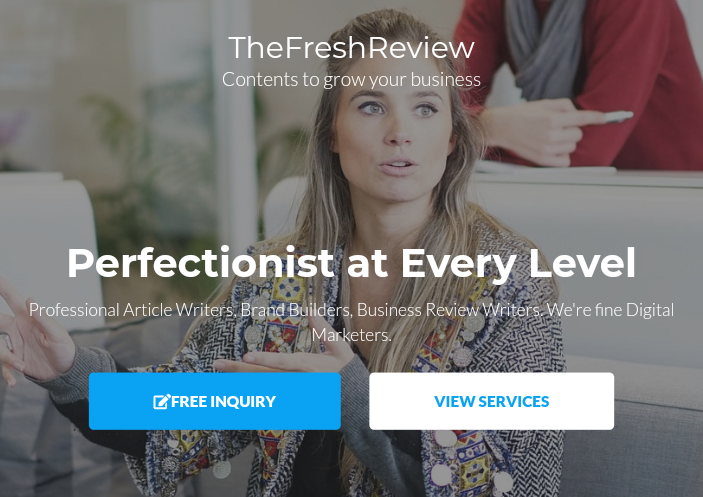 TheFreshReview
Contents to grow your business
Perfectionist at Every Level
Professional Article Writers, Brand Builders, Business Review Writers. We're fine Digital
Marketers.
FREE INQUIRY
VIEW SERVICES